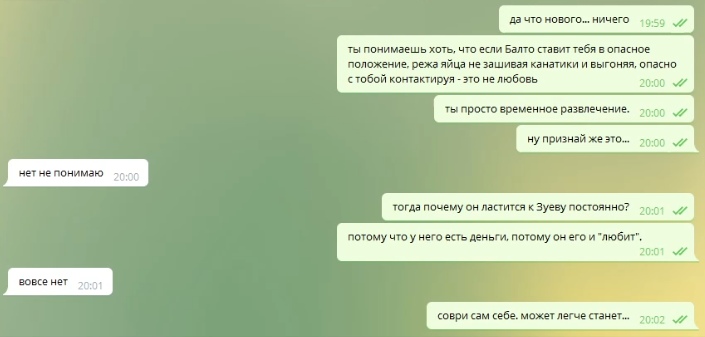 да что нового... ничего 19:59
ты понимаешь хоть, что если Балто ставит тебя в опасное
положение, режа яйца не зашивая канатики и выгоняя, опасно
с тобой контактируя - это не любовь 20:00
ты просто временное развлечение. 20:00
ну признай же это... 20:00
нет не понимаю 20:00
тогда почему он ластится к Зуеву постоянно? 20:01
потому что у него есть деньги, потому он его и "любит".
20:01
вовсе нет 20:01
соври сам себе. может легче станет... 20:02